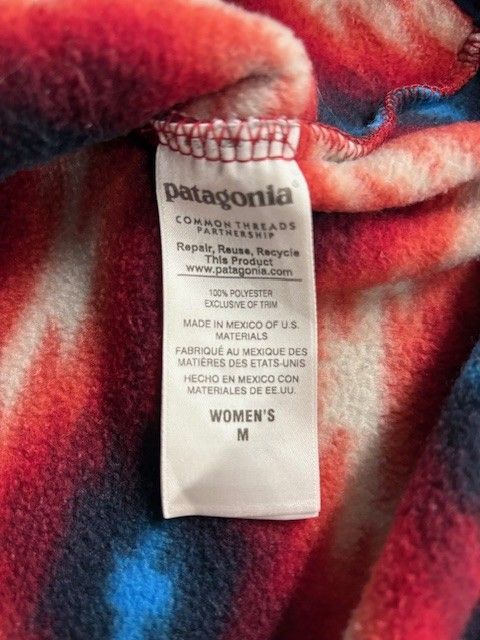 patagonia®
COMMON THREADS
PARTNERSHIP
Repair, Reuse, Recycle
This Product
www.patagonia.com
100% POLYESTER
EXCLUSIVE OF TRIM
MADE IN MEXICO OF U.S.
MATERIALS
FABRIQUÉ AU MEXIQUE DES
MATIÈRES DES ETATS-UNIS
HECHO EN MEXICO CON
MATERIALES DE EE.UU.
WOMEN'S
M